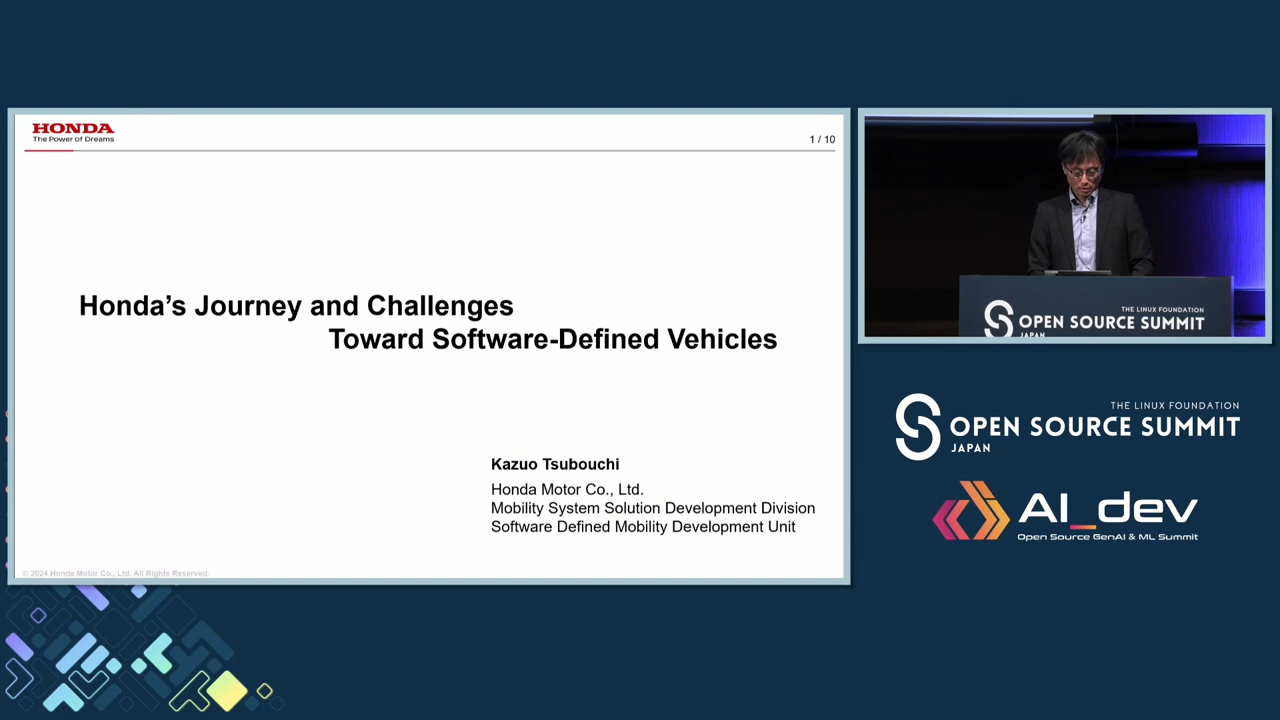 HONDA
The Power of Dreams
1 / 10
Honda's Journey and Challenges
Toward Software-Defined Vehicles
Kazuo Tsubouchi
Honda Motor Co., Ltd.
Mobility System Solution Development Division
Software Defined Mobility Development Unit
© 2024 Honda Motor Co., Ltd. All Rights Reserved.
THE LINUX FOUNDATION
OPEN SOURCE SUMMIT
JAPAN
THE LINUX FOUNDATION
OPEN SOURCE SUMMIT
JAPAN
AI_dev
Open Source GenAI & ML Summit